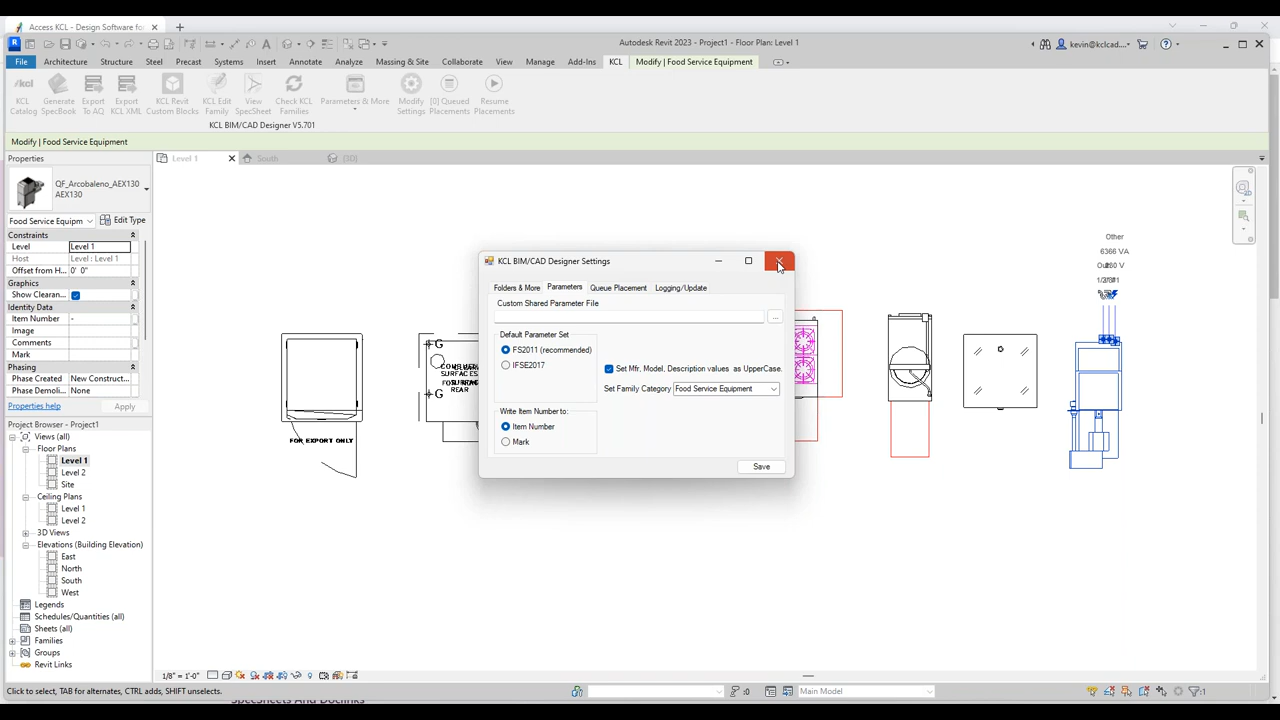 Access KCL - Design Software fo
Autodesk Revit 2023 - Project1 - Floor Plan: Level 1
kevin@kclcad....
File Architecture Structure Steel Precast Systems Insert Annotate Analyze Massing & Site Collaborate View Manage Add-Ins KCL Modify | Food Service Equipment
KCL Catalog
Generate SpecBook
Export To AQ
Export KCL XML
KCL Revit Custom Blocks
KCL Edit Family
View SpecSheet
Check KCL Families
Parameters & More
Modify Settings
[0] Queued Placements
Resume Placements
KCL BIM/CAD Designer V5.701
Modify | Food Service Equipment
Properties
Level 1
South
{3D}
QF_Arcobaleno_AEX130
AEX130
Food Service Equipm
Edit Type
Constraints
Level Level 1
Host Level : Level 1
Offset from H... 0' 0"
Graphics
Show Clearan...
Identity Data
Item Number -
Image
Comments
Mark
Phasing
Phase Created New Construct...
Phase Demoli... None
Properties help
Apply
Project Browser - Project1
Views (all)
Floor Plans
Level 1
Level 2
Site
Ceiling Plans
Level 1
Level 2
3D Views
Elevations (Building Elevation)
East
North
South
West
Legends
Schedules/Quantities (all)
Sheets (all)
Families
Groups
Revit Links
FOR EXPORT ONLY
G
G
REAR
KCL BIM/CAD Designer Settings
Folders & More Parameters Queue Placement Logging/Update
Custom Shared Parameter File
...
Default Parameter Set
FS2011 (recommended)
IFSE2017
Set Mfr, Model, Description values as UpperCase.
Set Family Category Food Service Equipment
Write Item Number to:
Item Number
Mark
Save
Other
6366 VA
1/8" = 1'-0"
Click to select, TAB for alternates, CTRL adds, SHIFT unselects.
:0
Main Model
:1
SpecSheets And DocLinks